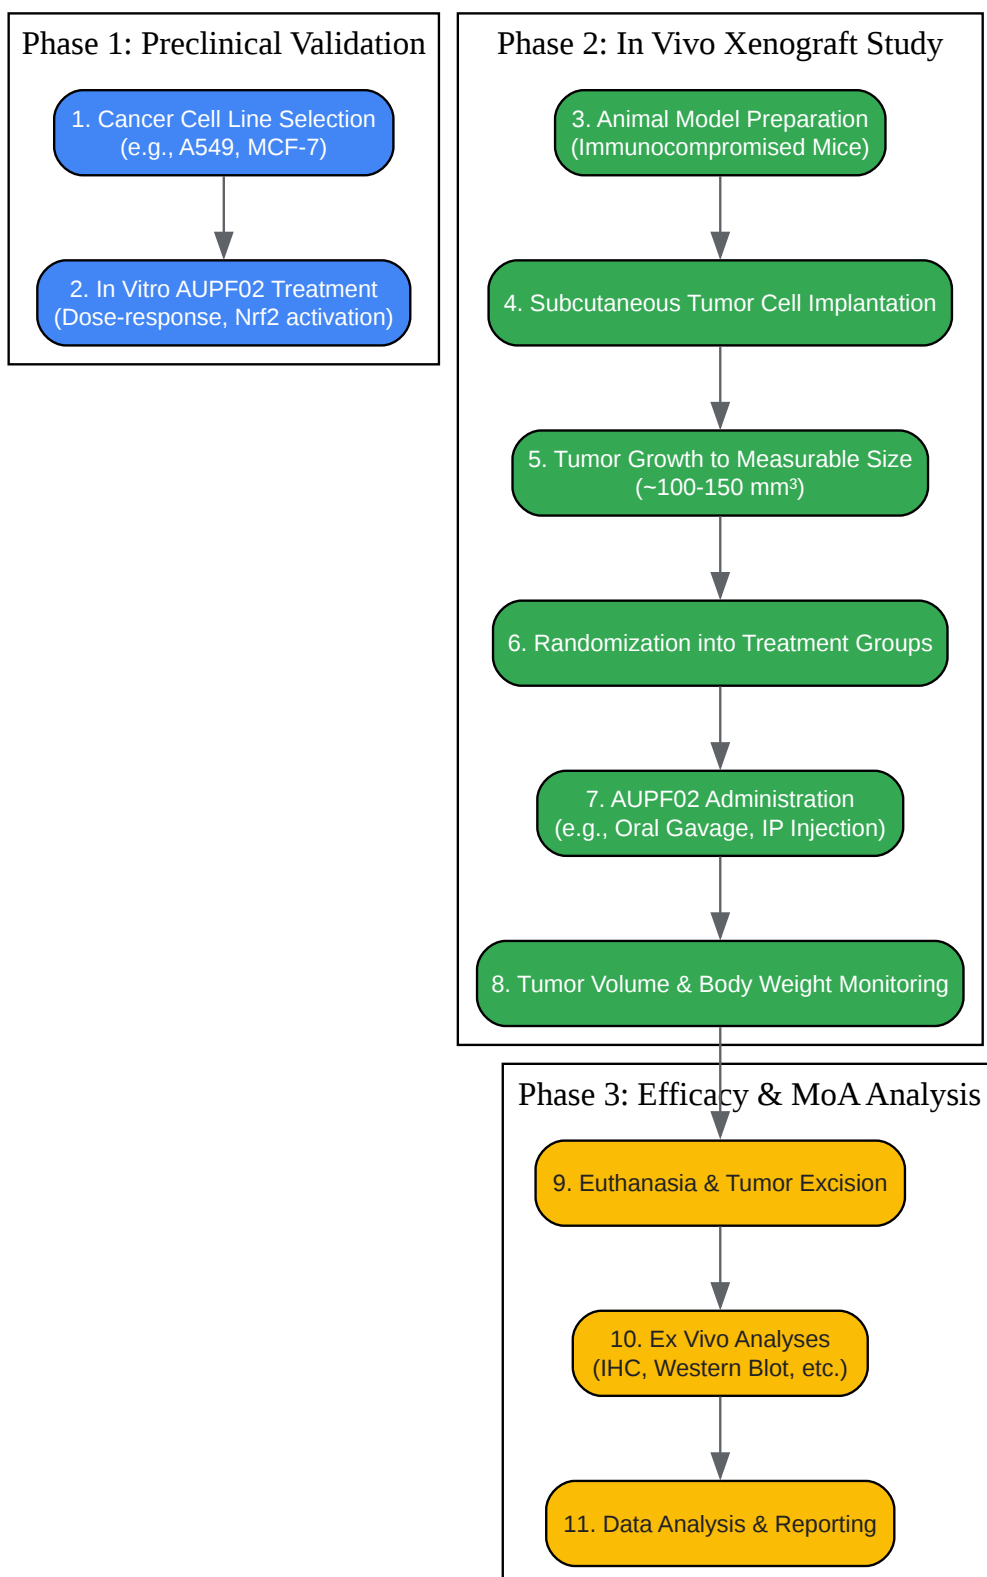 Phase 1: Preclinical Validation
1. Cancer Cell Line Selection
(e.g., A549, MCF-7)
2. In Vitro AUPF02 Treatment
(Dose-response, Nrf2 activation)
Phase 2: In Vivo Xenograft Study
3. Animal Model Preparation
(Immunocompromised Mice)
4. Subcutaneous Tumor Cell Implantation
5. Tumor Growth to Measurable Size
(~100-150 mm³)
6. Randomization into Treatment Groups
7. AUPF02 Administration
(e.g., Oral Gavage, IP Injection)
8. Tumor Volume & Body Weight Monitoring
Phase 3: Efficacy & MoA Analysis
9. Euthanasia & Tumor Excision
10. Ex Vivo Analyses
(IHC, Western Blot, etc.)
11. Data Analysis & Reporting